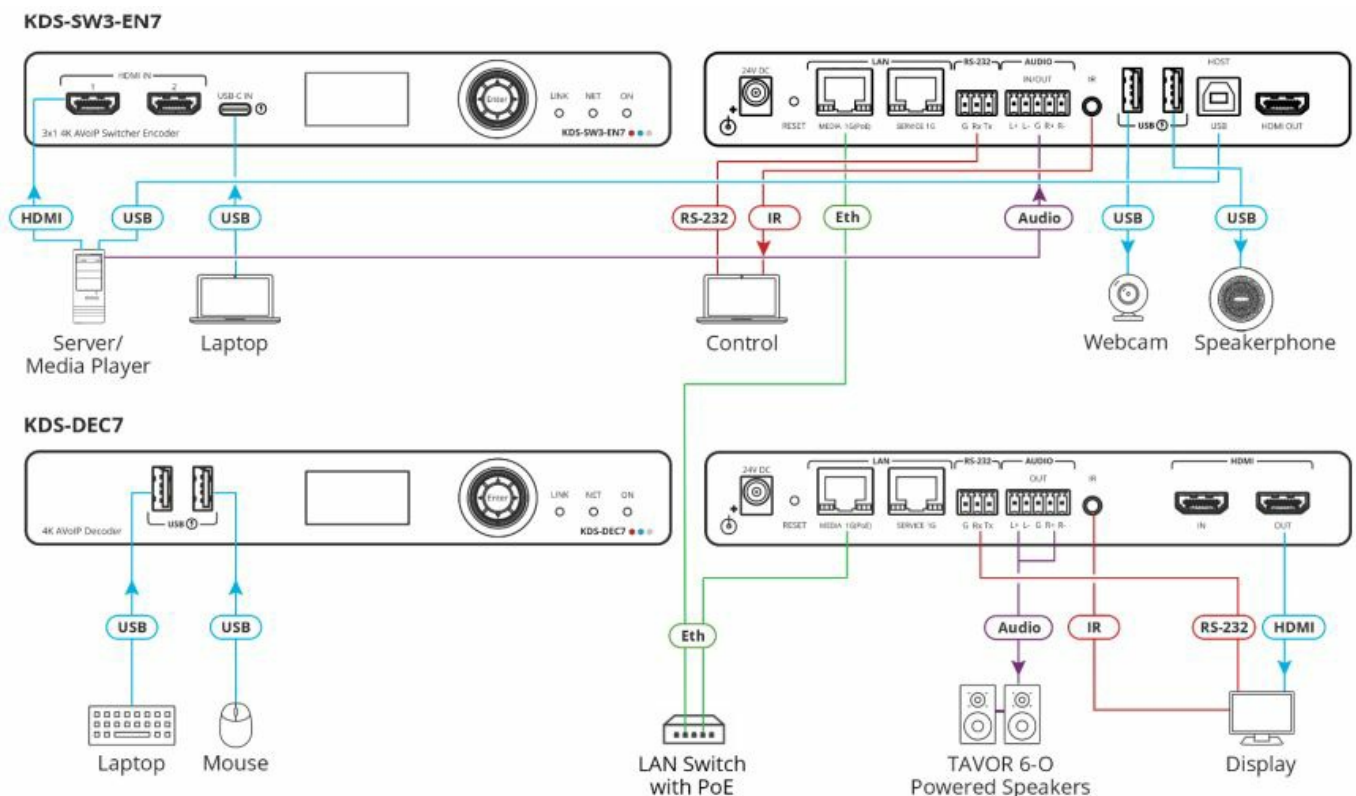 KDS-SW3-EN7
HDMI IN
1 2
USB-C IN
Enter
LINK NET ON
3x1 4K AVoIP Switcher Encoder
KDS-SW3-EN7
24V DC
LAN
RS-232
AUDIO
IN/OUT
IR
HOST
RESET
MEDIA 1G(PoE)
SERVICE 1G
G Rx Tx
L+ L- G R+ R-
USB
USB
HDMI OUT
HDMI
USB
USB
RS-232
IR
Eth
Audio
USB
USB
Server/
Media Player
Laptop
Control
Webcam
Speakerphone
KDS-DEC7
USB
Enter
LINK NET ON
4K AVoIP Decoder
KDS-DEC7
24V DC
LAN
RS-232
AUDIO
OUT
IR
HDMI
RESET
MEDIA 1G(PoE)
SERVICE 1G
G Rx Tx
L+ L- G R+ R-
IN
OUT
USB
USB
Eth
Audio
IR
RS-232
HDMI
Laptop
Mouse
LAN Switch
with PoE
TAVOR 6-O
Powered Speakers
Display